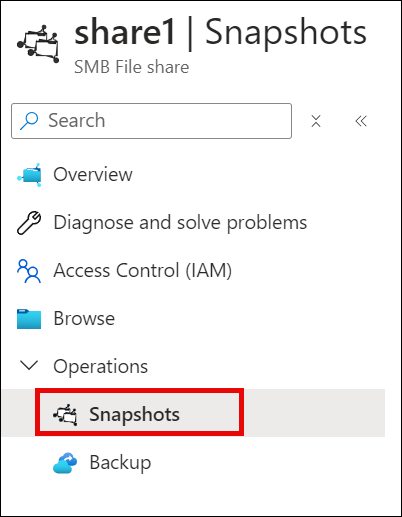 share1 | Snapshots
SMB File share
Search
Overview
Diagnose and solve problems
Access Control (IAM)
Browse
Operations
Snapshots
Backup